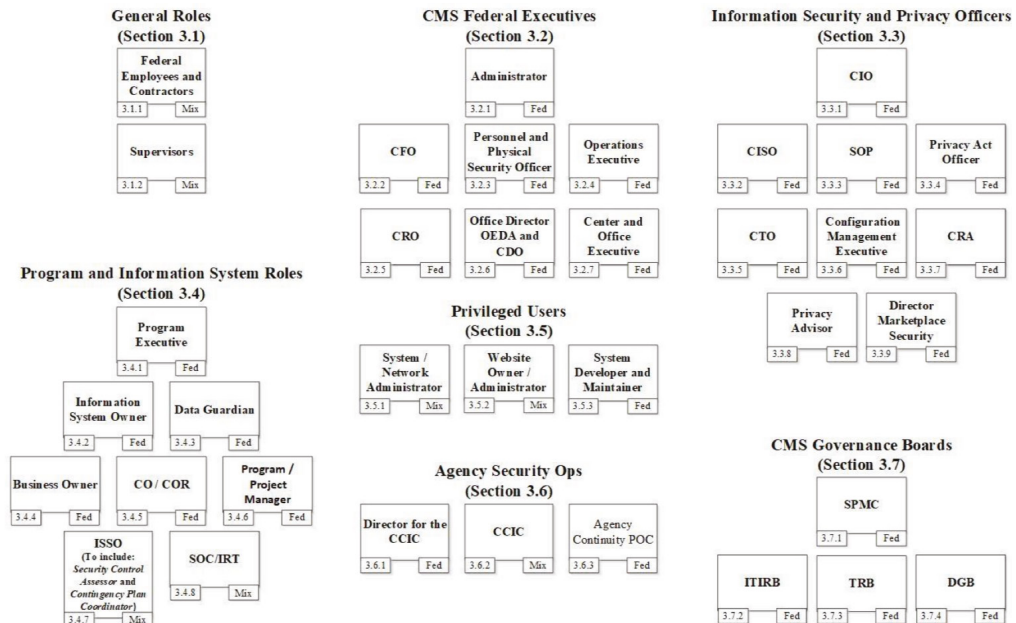 General Roles
(Section 3.1)
Federal
Employees and
Contractors
3.1.1 Mix
Supervisors
3.1.2 Mix
CMS Federal Executives
(Section 3.2)
Administrator
3.2.1 Fed
CFO
3.2.2 Fed
Personnel and
Physical
Security Officer
3.2.3 Fed
Operations
Executive
3.2.4 Fed
CRO
3.2.5 Fed
Office Director
OEDA and
CDO
3.2.6 Fed
Center and
Office
Executive
3.2.7 Fed
Information Security and Privacy Officers
(Section 3.3)
CIO
3.3.1 Fed
CISO
3.3.2 Fed
SOP
3.3.3 Fed
Privacy Act
Officer
3.3.4 Fed
CTO
3.3.5 Fed
Configuration
Management
Executive
3.3.6 Fed
CRA
3.3.7 Fed
Privacy
Advisor
3.3.8 Fed
Director
Marketplace
Security
3.3.9 Fed
Program and Information System Roles
(Section 3.4)
Program
Executive
3.4.1 Fed
Information
System Owner
3.4.2 Fed
Data Guardian
3.4.3 Fed
Business Owner
3.4.4 Fed
CO / COR
3.4.5 Fed
Program /
Project
Manager
3.4.6 Fed
ISSO
(To include:
Security Control
Assessor and
Contingency Plan
Coordinator)
3.4.7 Mix
SOC/IRT
3.4.8 Mix
Privileged Users
(Section 3.5)
System /
Network
Administrator
3.5.1 Mix
Website
Owner /
Administrator
3.5.2 Mix
System
Developer and
Maintainer
3.5.3 Fed
Agency Security Ops
(Section 3.6)
Director for the
CCIC
3.6.1 Fed
CCIC
3.6.2 Mix
Agency
Continuity POC
3.6.3 Fed
CMS Governance Boards
(Section 3.7)
SPMC
3.7.1 Fed
ITIRB
3.7.2 Fed
TRB
3.7.3 Fed
DGB
3.7.4 Fed